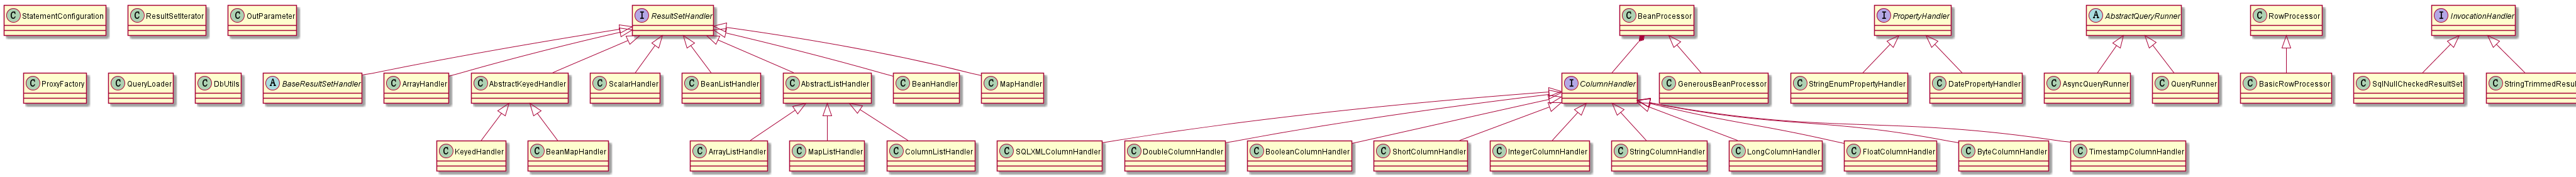 StatementConfiguration
ResultSetIterator
OutParameter
ResultSetHandler
BeanProcessor
PropertyHandler
AbstractQueryRunner
RowProcessor
InvocationHandler
ProxyFactory
QueryLoader
DbUtils
BaseResultSetHandler
ArrayHandler
AbstractKeyedHandler
ScalarHandler
BeanListHandler
AbstractListHandler
BeanHandler
MapHandler
ColumnHandler
GenerousBeanProcessor
StringEnumPropertyHandler
DatePropertyHandler
AsyncQueryRunner
QueryRunner
BasicRowProcessor
SqlNullCheckedResultSet
StringTrimmedResul
KeyedHandler
BeanMapHandler
ArrayListHandler
MapListHandler
ColumnListHandler
SQLXMLColumnHandler
DoubleColumnHandler
BooleanColumnHandler
ShortColumnHandler
IntegerColumnHandler
StringColumnHandler
LongColumnHandler
FloatColumnHandler
ByteColumnHandler
TimestampColumnHandler